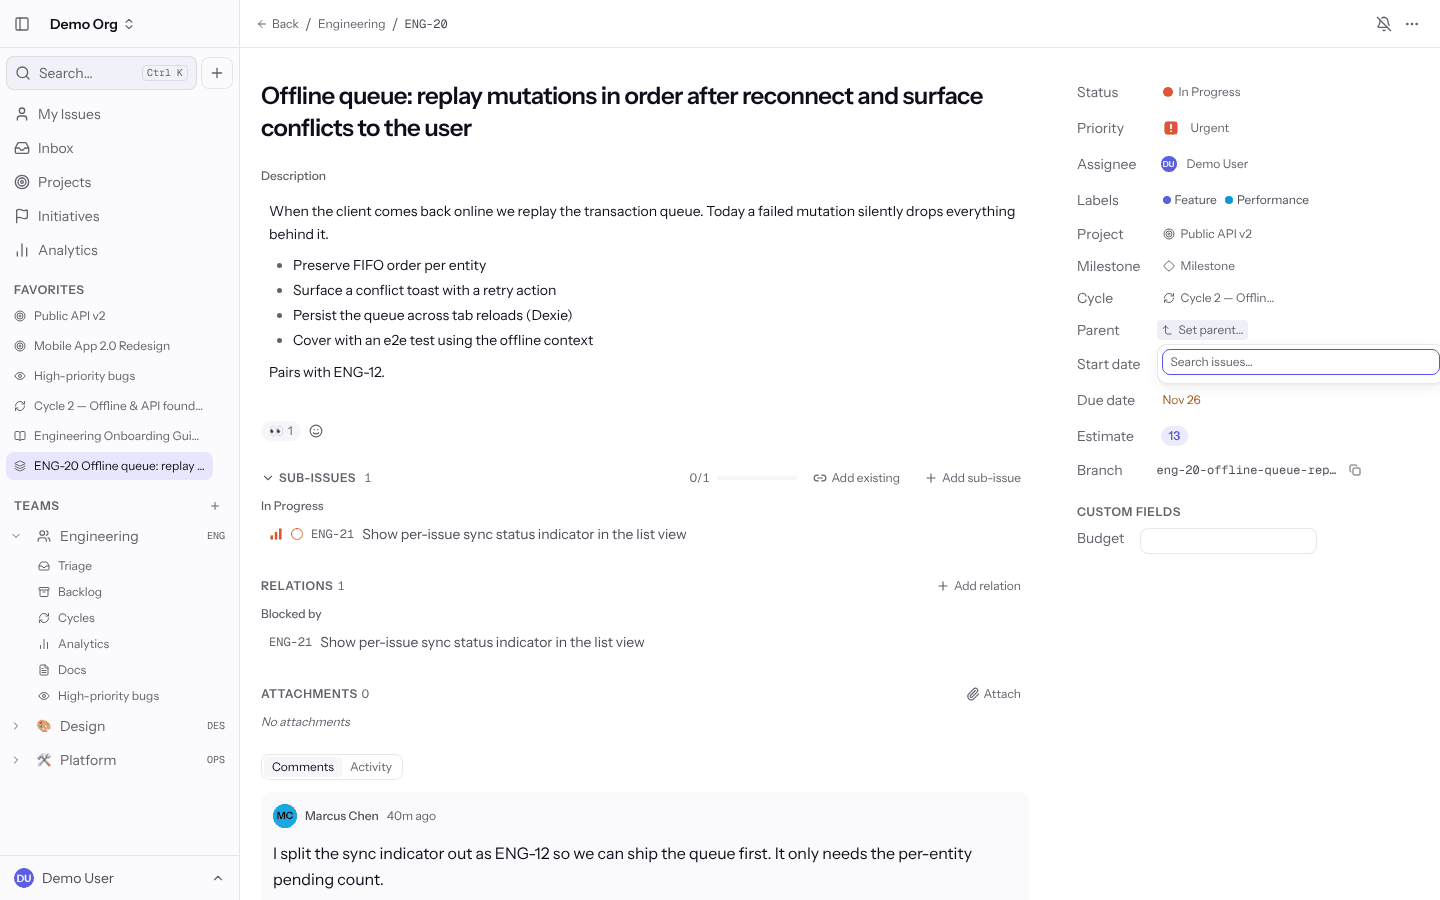 Demo Org
Back / Engineering / ENG-20
Search...
Ctrl K
My Issues
Inbox
Projects
Initiatives
Analytics
FAVORITES
Public API v2
Mobile App 2.0 Redesign
High-priority bugs
Cycle 2 — Offline & API found...
Engineering Onboarding Gui...
ENG-20 Offline queue: replay ...
TEAMS
Engineering ENG
Triage
Backlog
Cycles
Analytics
Docs
High-priority bugs
Design DES
Platform OPS
DU Demo User
Offline queue: replay mutations in order after reconnect and surface
conflicts to the user
Description
When the client comes back online we replay the transaction queue. Today a failed mutation silently drops everything
behind it.
Preserve FIFO order per entity
Surface a conflict toast with a retry action
Persist the queue across tab reloads (Dexie)
Cover with an e2e test using the offline context
Pairs with ENG-12.
1
SUB-ISSUES 1
0/1
Add existing
Add sub-issue
In Progress
ENG-21 Show per-issue sync status indicator in the list view
RELATIONS 1
Add relation
Blocked by
ENG-21 Show per-issue sync status indicator in the list view
ATTACHMENTS 0
Attach
No attachments
Comments
Activity
MC Marcus Chen 40m ago
I split the sync indicator out as ENG-12 so we can ship the queue first. It only needs the per-entity
pending count.
Status In Progress
Priority Urgent
Assignee DU Demo User
Labels Feature Performance
Project Public API v2
Milestone Milestone
Cycle Cycle 2 — Offlin...
Parent Set parent...
Search issues...
Start date
Due date Nov 26
Estimate 13
Branch eng-20-offline-queue-rep...
CUSTOM FIELDS
Budget